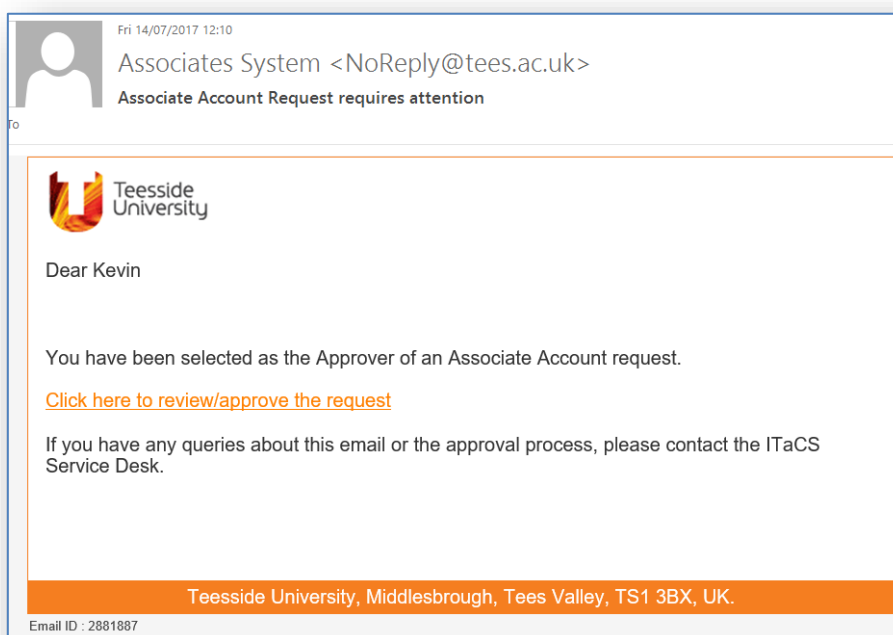 Fri 14/07/2017 12:10
Associates System <NoReply@tees.ac.uk>
Associate Account Request requires attention
To
Teesside
University
Dear Kevin
You have been selected as the Approver of an Associate Account request.
Click here to review/approve the request
If you have any queries about this email or the approval process, please contact the ITaCS
Service Desk.
Teesside University, Middlesbrough, Tees Valley, TS1 3BX, UK.
Email ID : 2881887